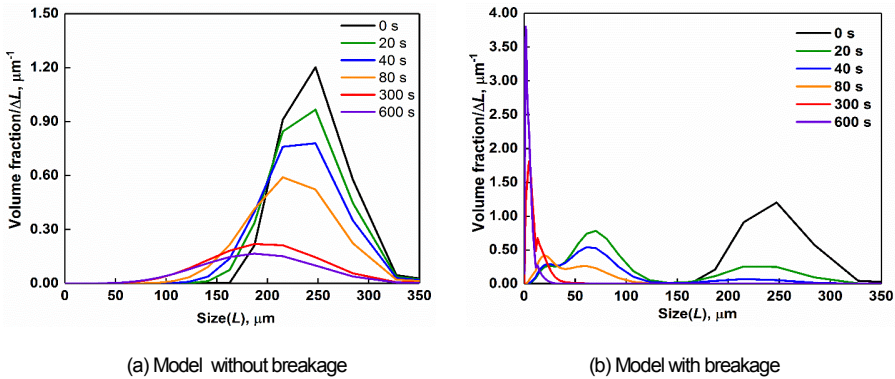 1.50
1.20
0.90
0.60
0.30
0.00
Volume fraction/ΔL, μm⁻¹
0 s
20 s
40 s
80 s
300 s
600 s
0 50 100 150 200 250 300 350
Size(L), μm
(a) Model without breakage
4.00
3.50
3.00
2.50
2.00
1.50
1.00
0.50
0.00
Volume fraction/ΔL, μm⁻¹
0 s
20 s
40 s
80 s
300 s
600 s
0 50 100 150 200 250 300 350
Size(L), μm
(b) Model with breakage